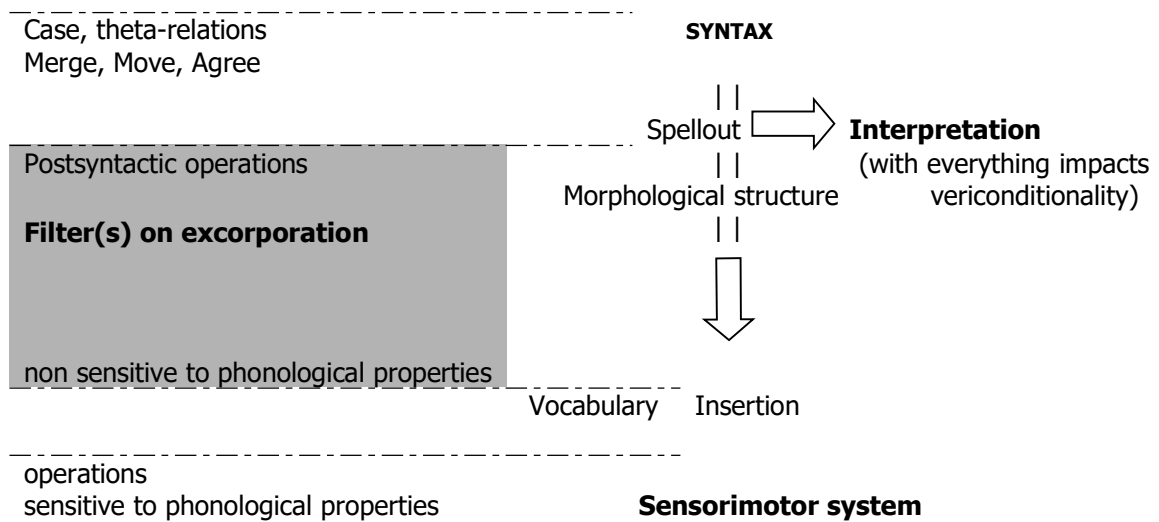 Case, theta-relations SYNTAX
Merge, Move, Agree
Spellout Interpretation
Postsyntactic operations (with everything impacts
Morphological structure vericonditionality)
Filter(s) on excorporation
non sensitive to phonological properties
Vocabulary Insertion
operations
sensitive to phonological properties Sensorimotor system